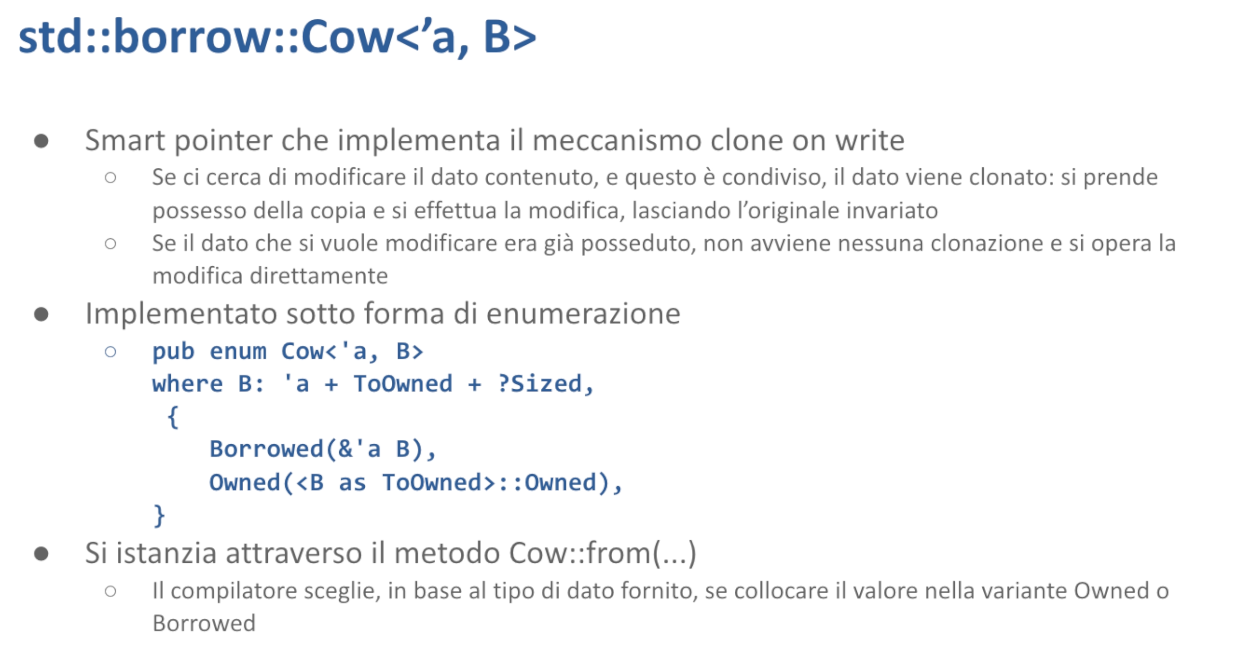 std::borrow::Cow<’a, B>
● Smart pointer che implementa il meccanismo clone on write
○ Se ci cerca di modificare il dato contenuto, e questo è condiviso, il dato viene clonato: si prende
possesso della copia e si effettua la modifica, lasciando l’originale invariato
○ Se il dato che si vuole modificare era già posseduto, non avviene nessuna clonazione e si opera la
modifica direttamente
● Implementato sotto forma di enumerazione
○ pub enum Cow<'a, B>
where B: 'a + ToOwned + ?Sized,
{
Borrowed(&'a B),
Owned(<B as ToOwned>::Owned),
}
● Si istanzia attraverso il metodo Cow::from(...)
○ Il compilatore sceglie, in base al tipo di dato fornito, se collocare il valore nella variante Owned o
Borrowed